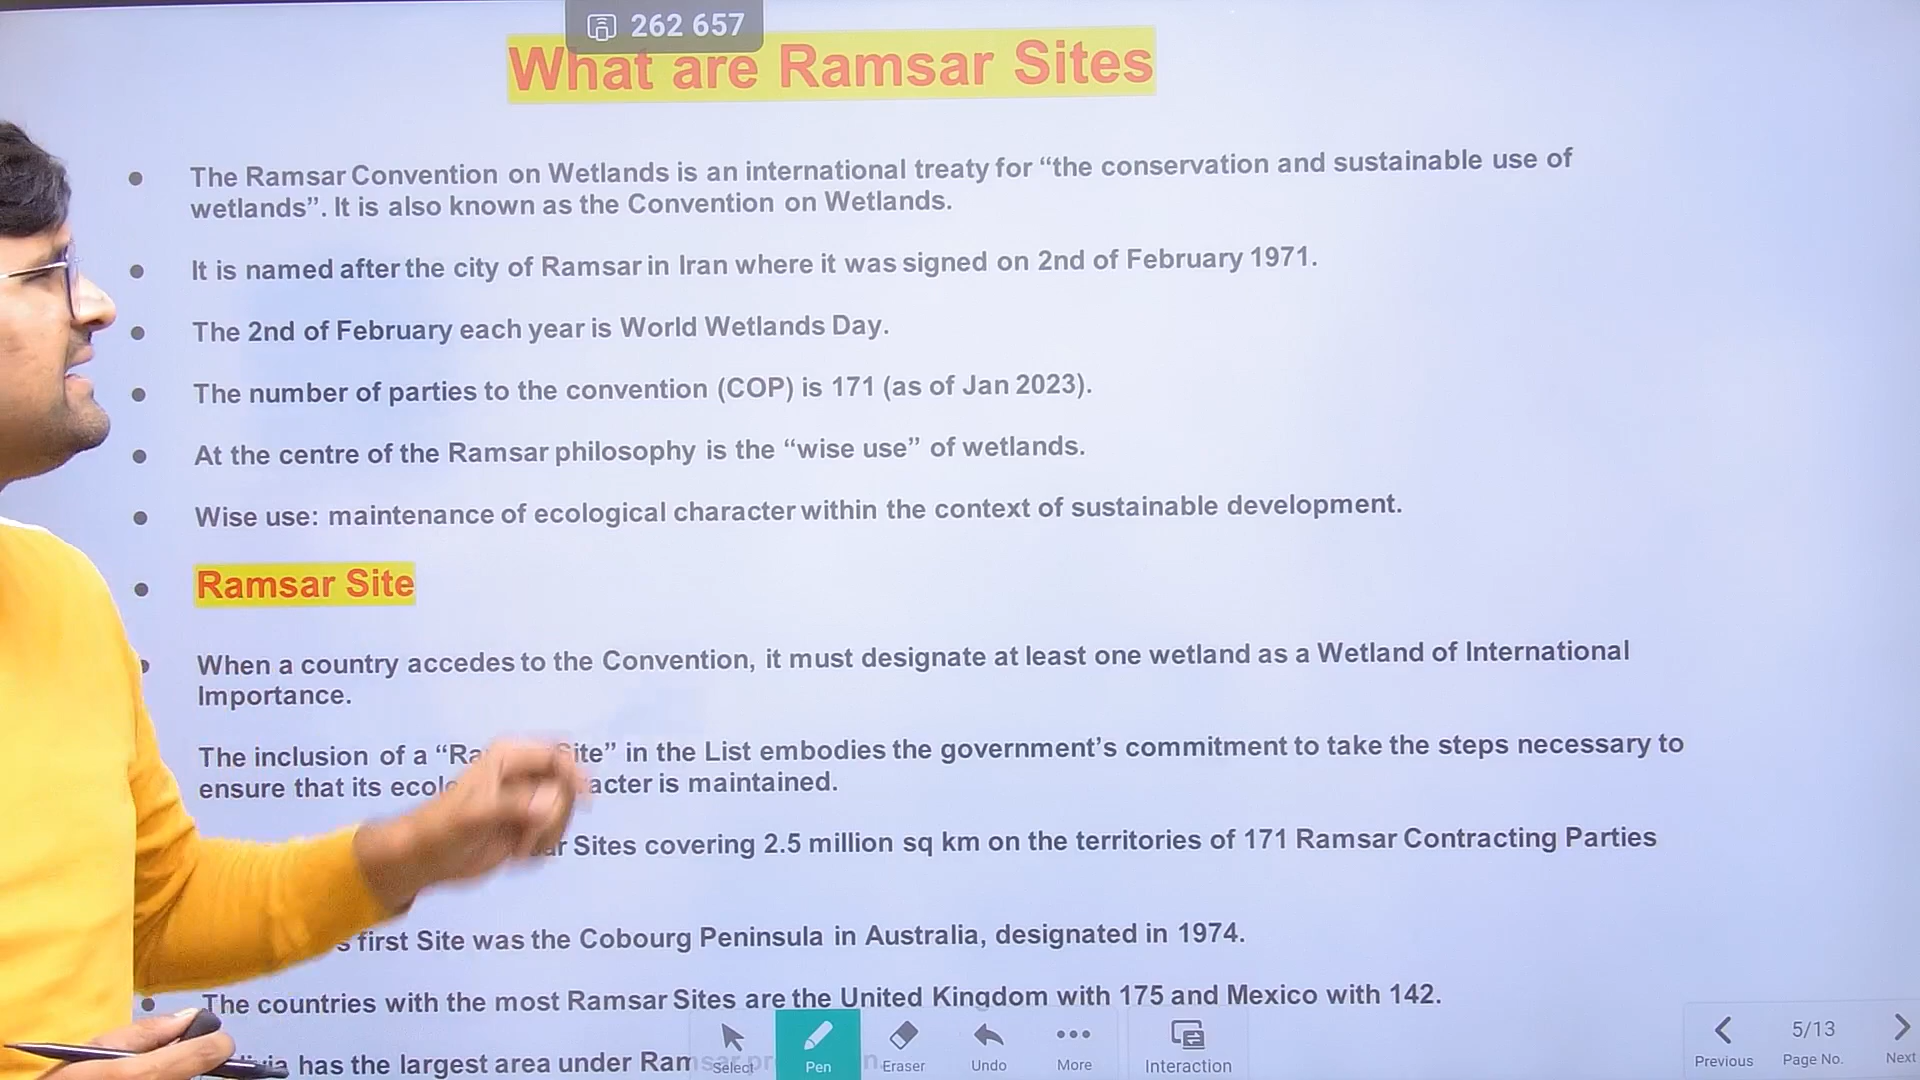 262 657
What are Ramsar Sites
The Ramsar Convention on Wetlands is an international treaty for “the conservation and sustainable use of
wetlands”. It is also known as the Convention on Wetlands.
It is named after the city of Ramsar in Iran where it was signed on 2nd of February 1971.
The 2nd of February each year is World Wetlands Day.
The number of parties to the convention (COP) is 171 (as of Jan 2023).
At the centre of the Ramsar philosophy is the “wise use” of wetlands.
Wise use: maintenance of ecological character within the context of sustainable development.
Ramsar Site
When a country accedes to the Convention, it must designate at least one wetland as a Wetland of International
Importance.
The inclusion of a “Ra Site” in the List embodies the government’s commitment to take the steps necessary to
ensure that its ecol acter is maintained.
Sites covering 2.5 million sq km on the territories of 171 Ramsar Contracting Parties
first Site was the Cobourg Peninsula in Australia, designated in 1974.
The countries with the most Ramsar Sites are the United Kingdom with 175 and Mexico with 142.
has the largest area under Ramsar
Select Pen Eraser Undo More Interaction
Previous 5/13 Page No. Next